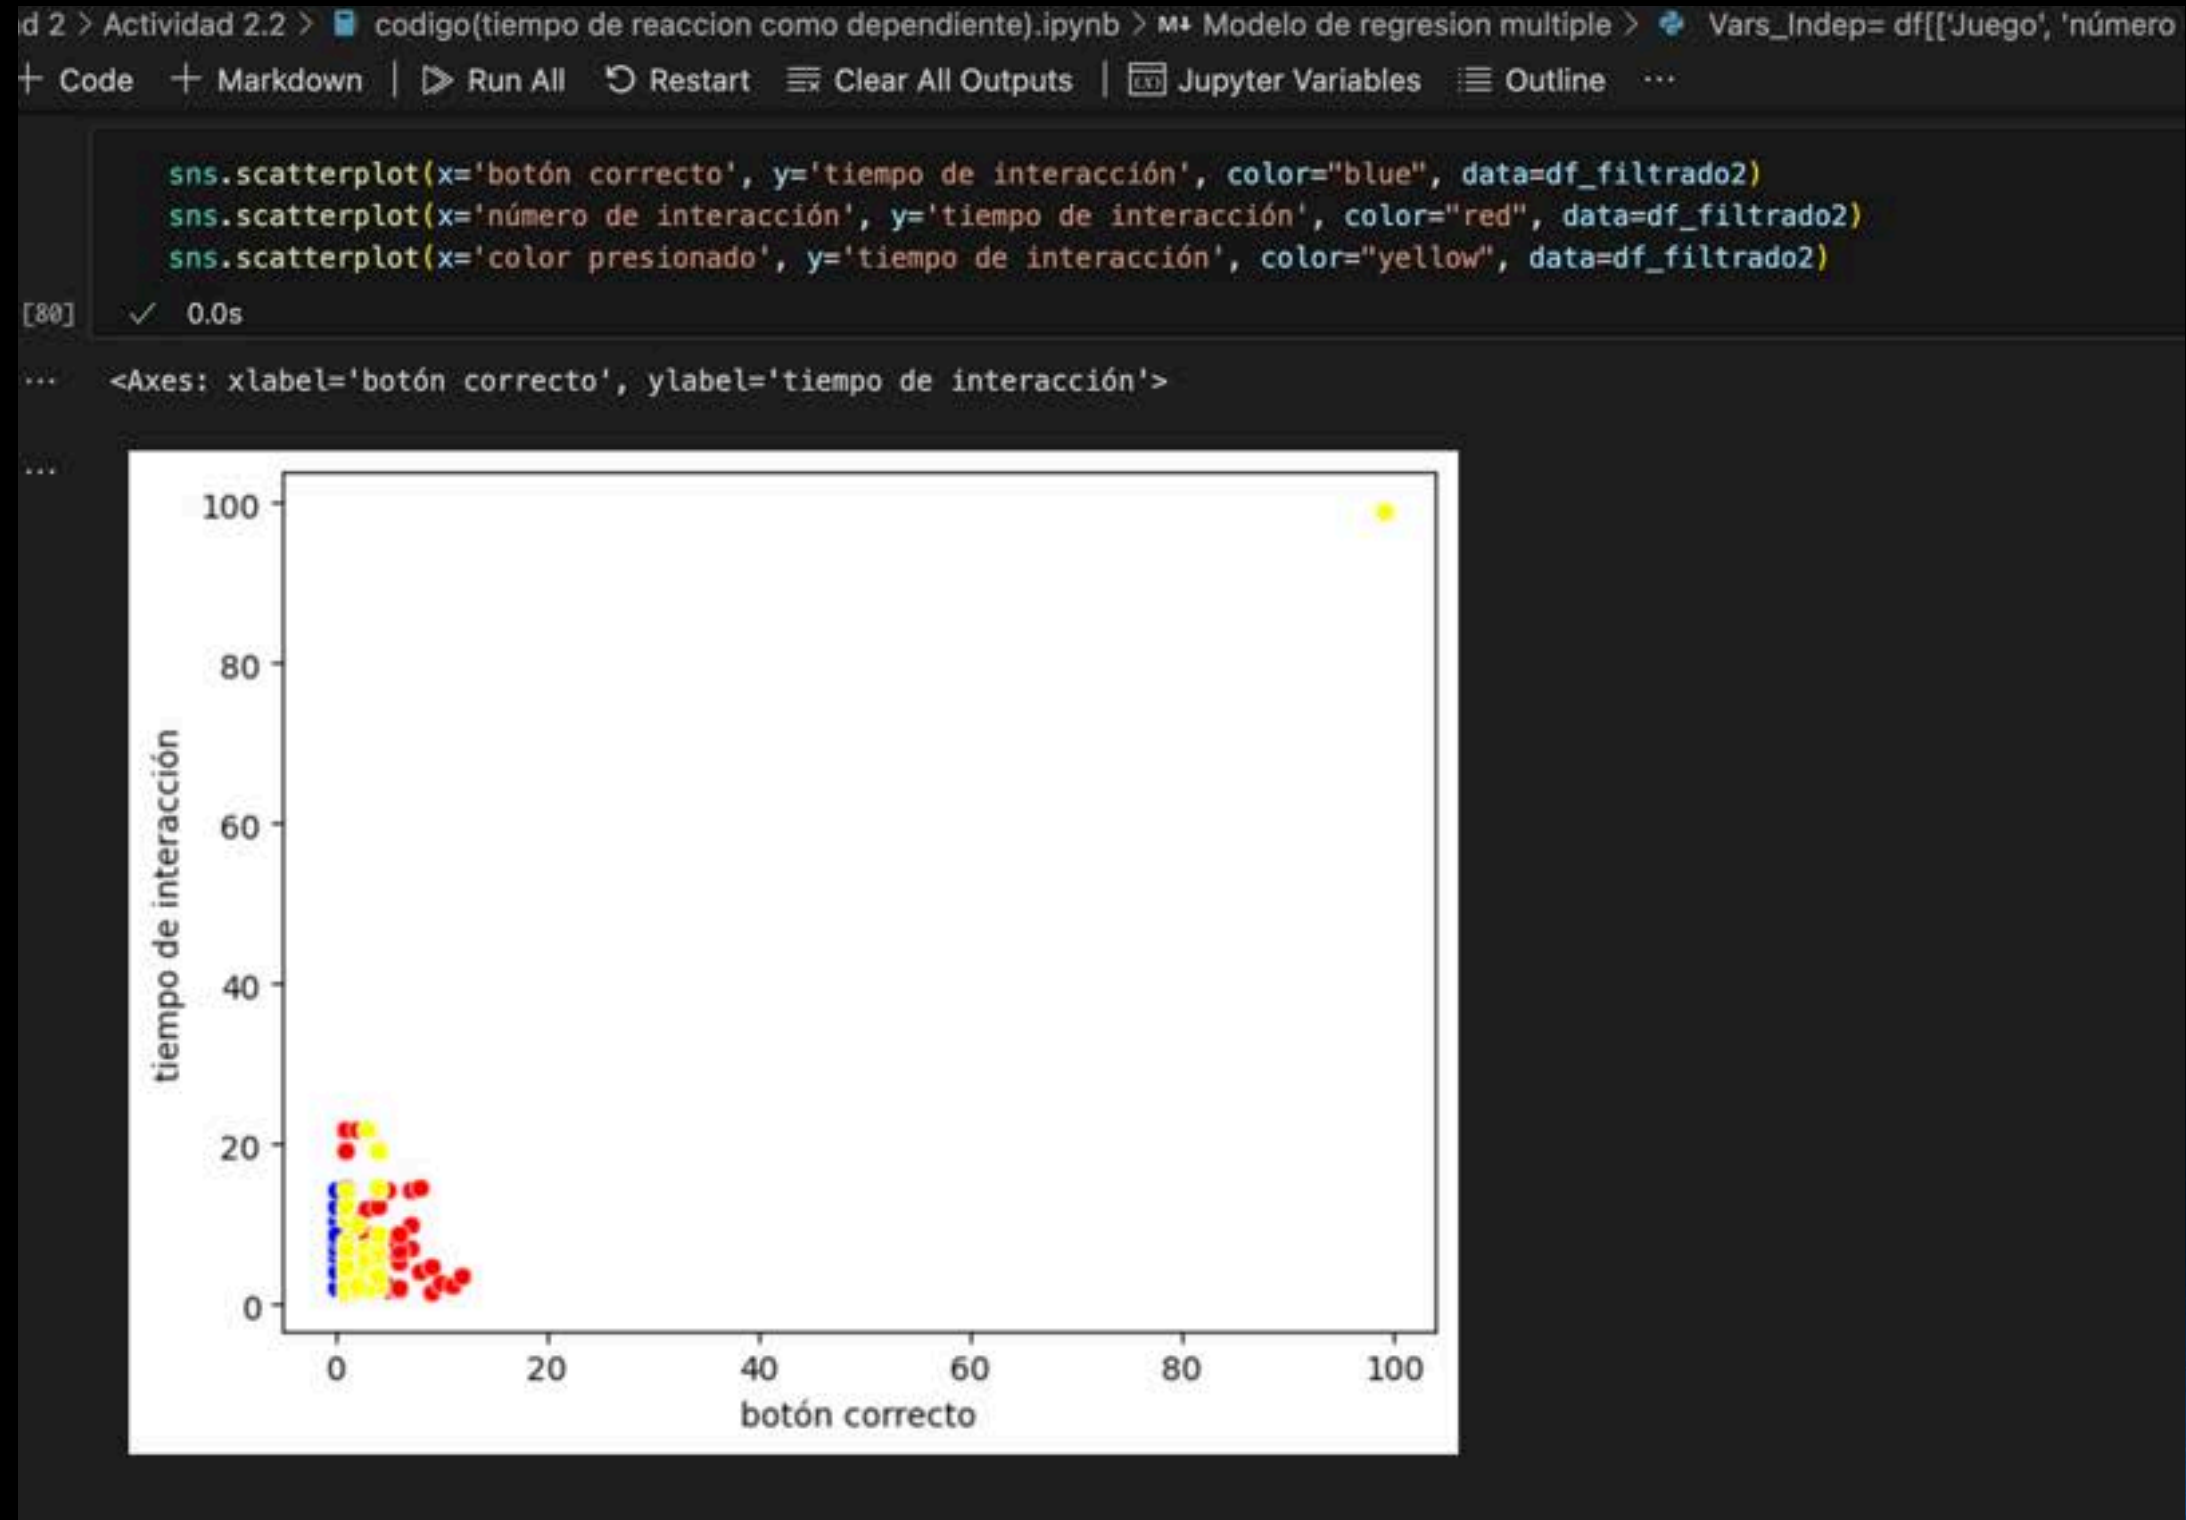 d 2 > Actividad 2.2 > codigo(tiempo de reaccion como dependiente).ipynb > M↓ Modelo de regresion multiple > Vars_Indep= df[['Juego', 'número
+ Code + Markdown | Run All Restart Clear All Outputs | Jupyter Variables Outline ...
sns.scatterplot(x='botón correcto', y='tiempo de interacción', color="blue", data=df_filtrado2)
sns.scatterplot(x='número de interacción', y='tiempo de interacción', color="red", data=df_filtrado2)
sns.scatterplot(x='color presionado', y='tiempo de interacción', color="yellow", data=df_filtrado2)
[80] ✓ 0.0s
... <Axes: xlabel='botón correcto', ylabel='tiempo de interacción'>
...
100
80
60
40
20
0
tiempo de interacción
0 20 40 60 80 100
botón correcto